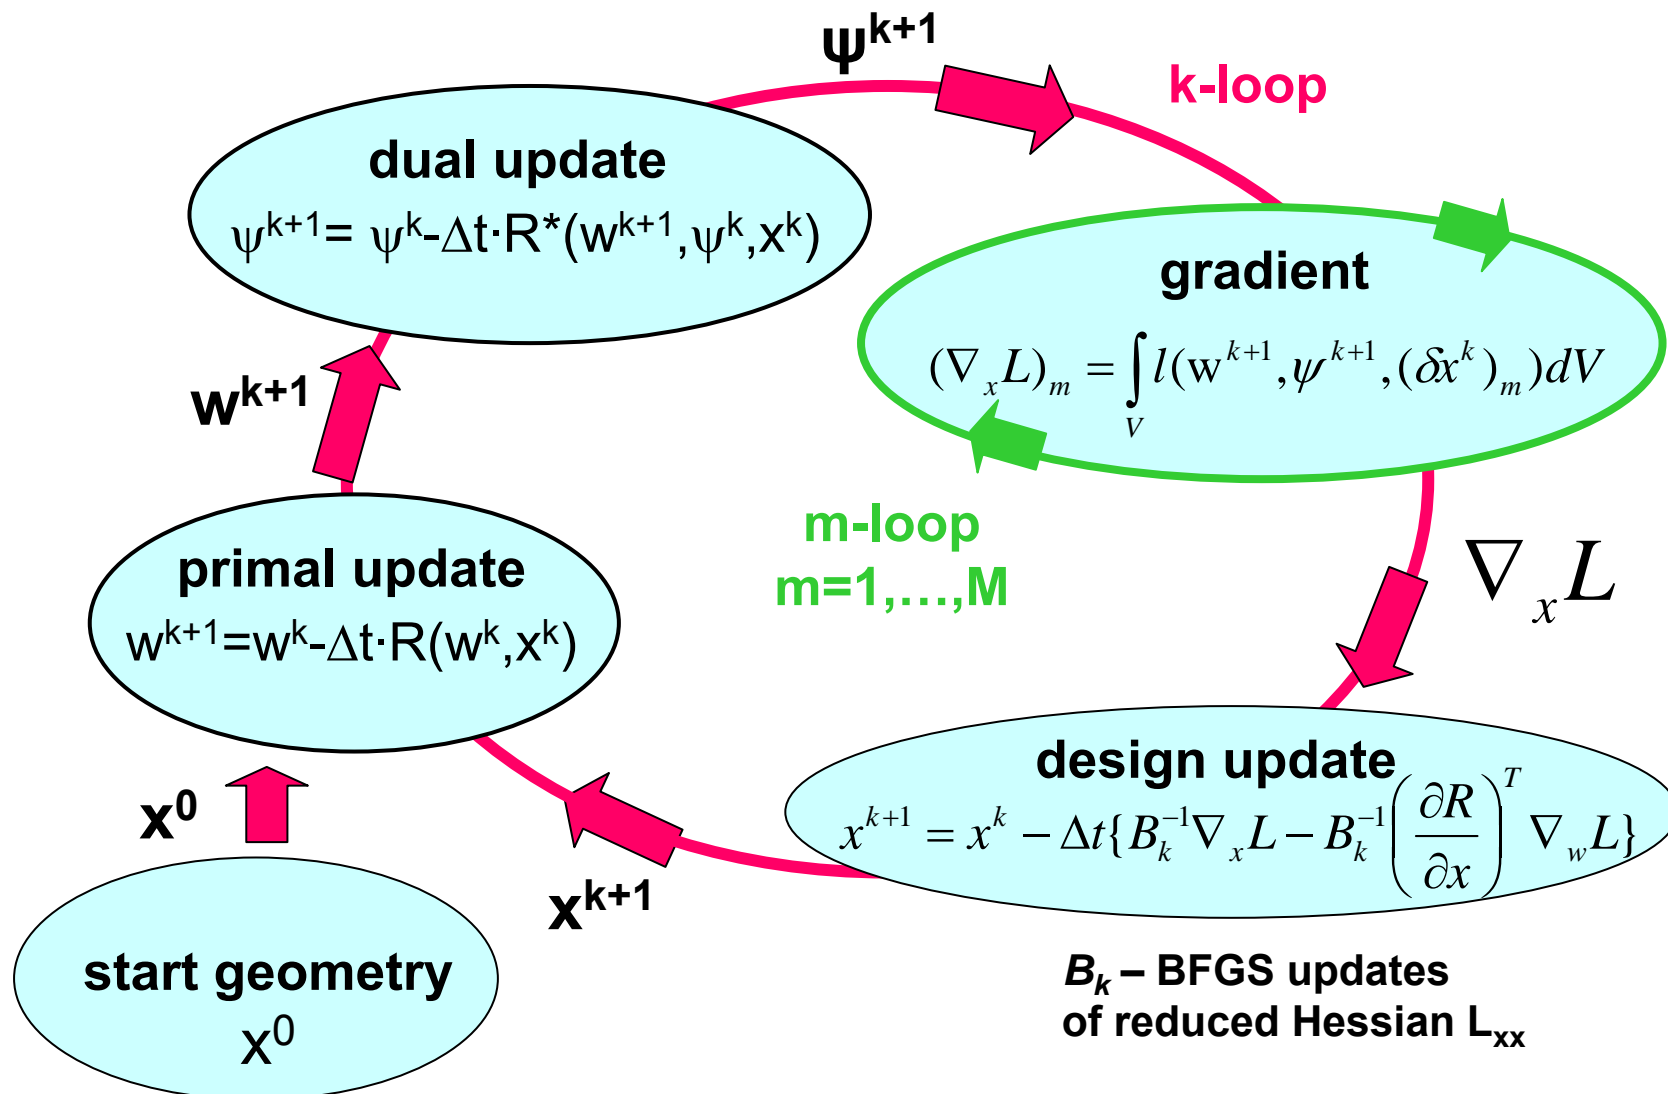 ψᵏ⁺¹
k-loop
dual update
ψᵏ⁺¹= ψᵏ-Δt·R*(wᵏ⁺¹,ψᵏ,xᵏ)
gradient
(∇ₓL)ₘ = ∫_V l(wᵏ⁺¹,ψᵏ⁺¹,(δxᵏ)ₘ)dV
wᵏ⁺¹
m-loop
m=1,…,M
∇ₓL
primal update
wᵏ⁺¹=wᵏ-Δt·R(wᵏ,xᵏ)
design update
xᵏ⁺¹ = xᵏ − Δt{Bₖ⁻¹∇ₓL − Bₖ⁻¹(∂R/∂x)ᵀ ∇_wL}
x⁰
xᵏ⁺¹
start geometry
x⁰
Bₖ – BFGS updates
of reduced Hessian Lₓₓ